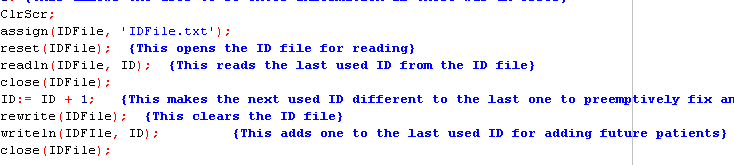 ClrScr;
assign(IDFile, 'IDFile.txt');
reset(IDFile); {This opens the ID file for reading}
readln(IDFile, ID); {This reads the last used ID from the ID file}
close(IDFile);
ID:= ID + 1; {This makes the next used ID different to the last one to preemptively fix an
rewrite(IDFile); {This clears the ID file}
writeln(IDFIle, ID); {This adds one to the last used ID for adding future patients}
close(IDFile);